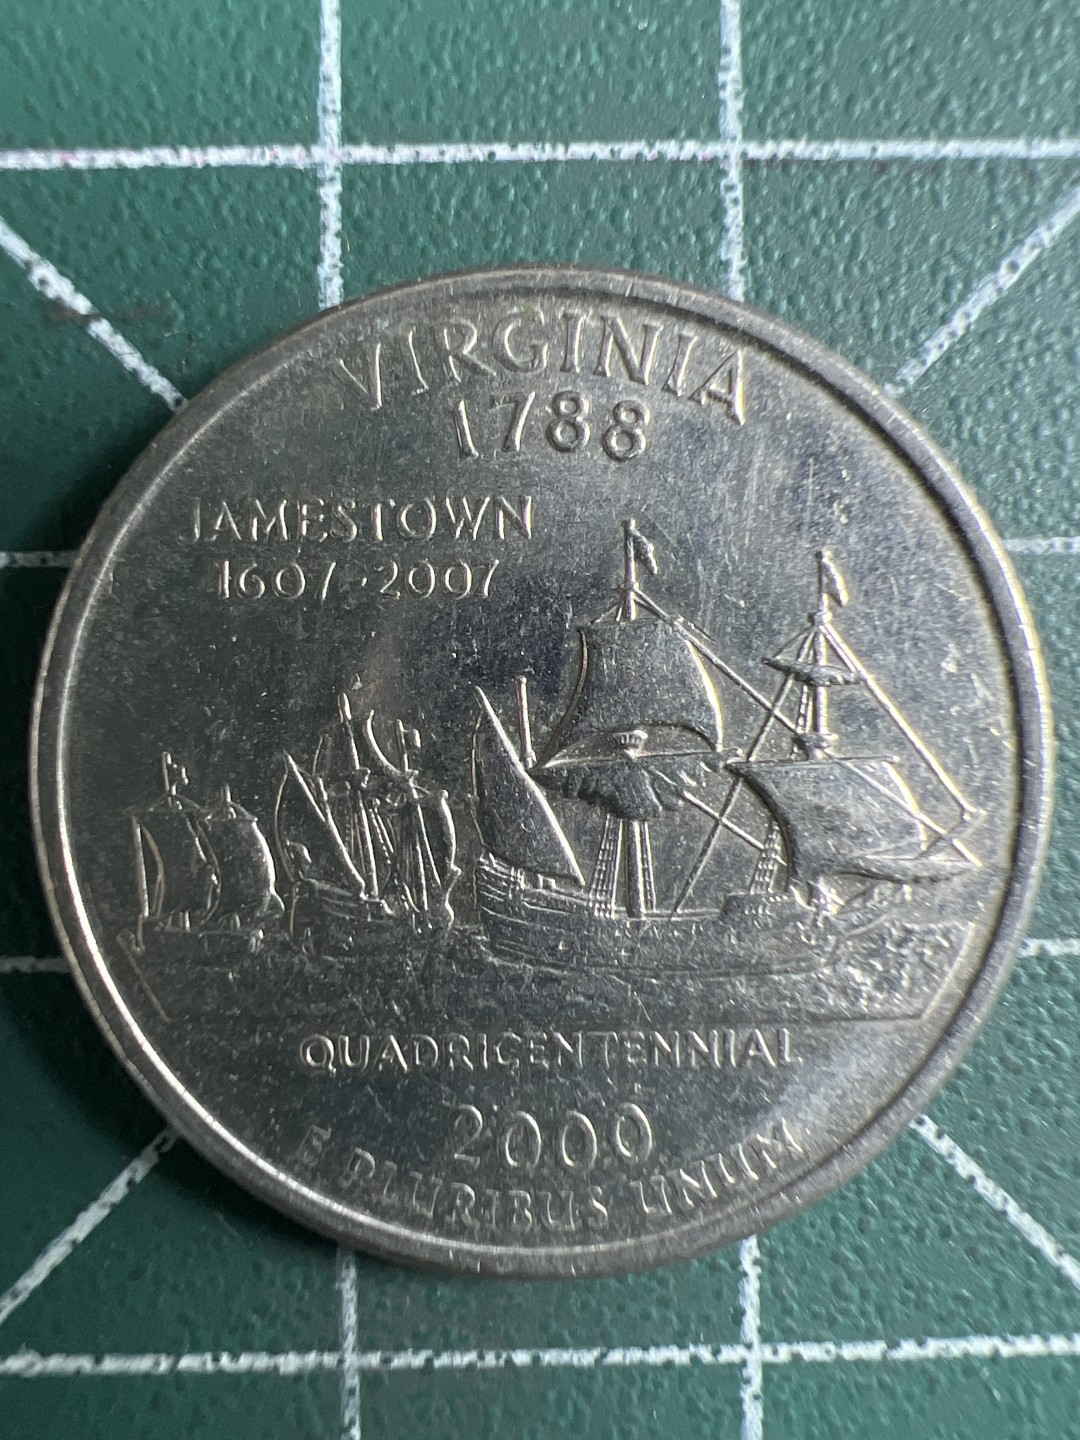 VIRGINIA
1788
JAMESTOWN
1607-2007
QUADRICENTENNIAL
2000
E PLURIBUS UNUM